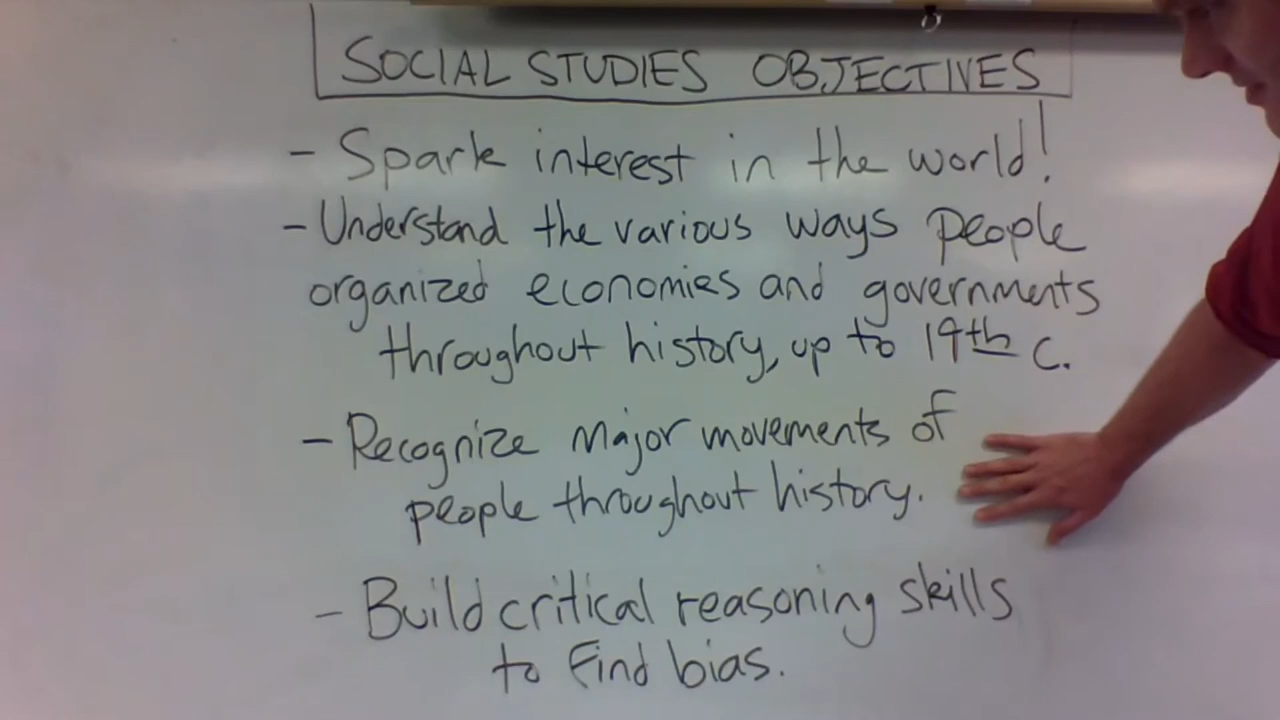 SOCIAL STUDIES OBJECTIVES
- Spark interest in the world!
- Understand the various ways people
organized economies and governments
throughout history, up to 19th c.
- Recognize major movements of
people throughout history.
- Build critical reasoning skills
to find bias.